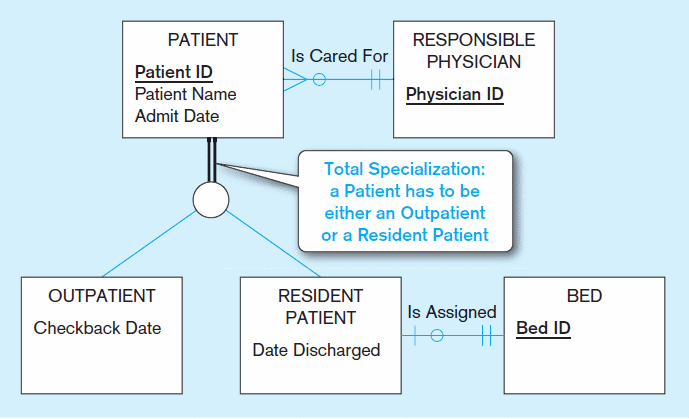 PATIENT
Patient ID
Patient Name
Admit Date
Is Cared For
RESPONSIBLE
PHYSICIAN
Physician ID
Total Specialization:
a Patient has to be
either an Outpatient
or a Resident Patient
OUTPATIENT
Checkback Date
RESIDENT
PATIENT
Date Discharged
Is Assigned
BED
Bed ID